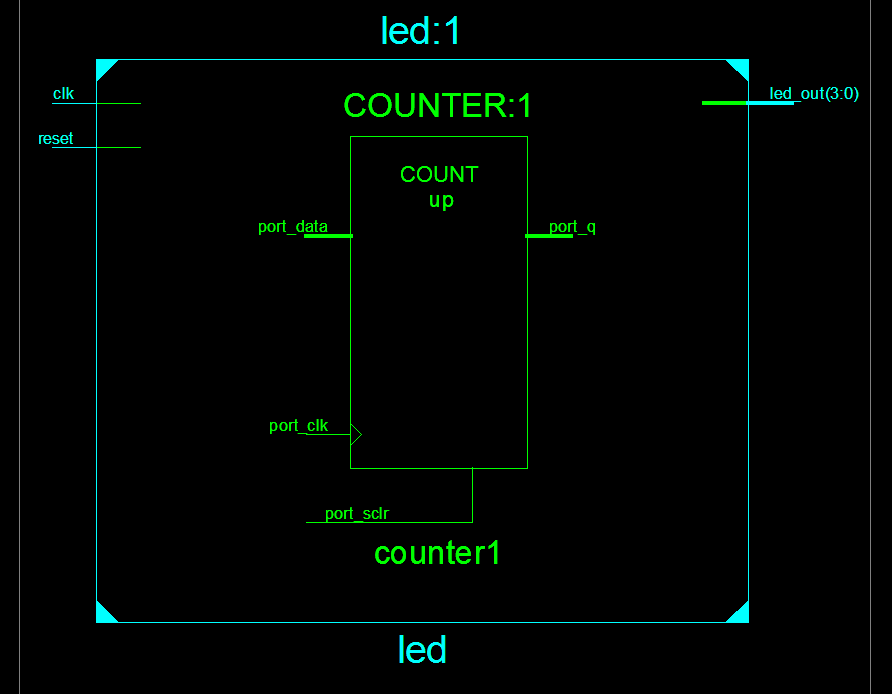 led:1
clk
COUNTER:1
led_out(3:0)
reset
COUNT
up
port_data
port_q
port_clk
port_sclr
counter1
led